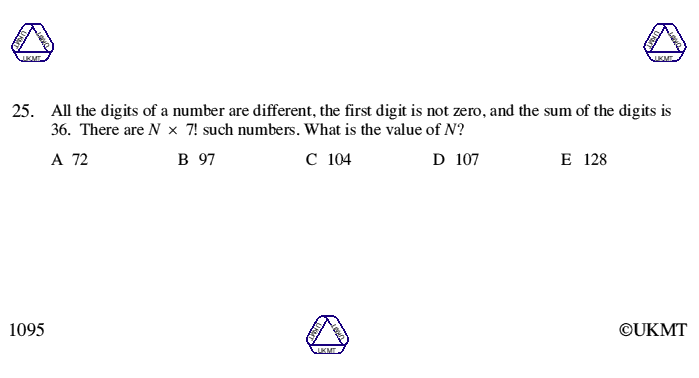 UKMT UKMT UKMT
UKMT UKMT UKMT
25. All the digits of a number are different, the first digit is not zero, and the sum of the digits is
36. There are N × 7! such numbers. What is the value of N?
A 72 B 97 C 104 D 107 E 128
1095 UKMT UKMT UKMT ©UKMT